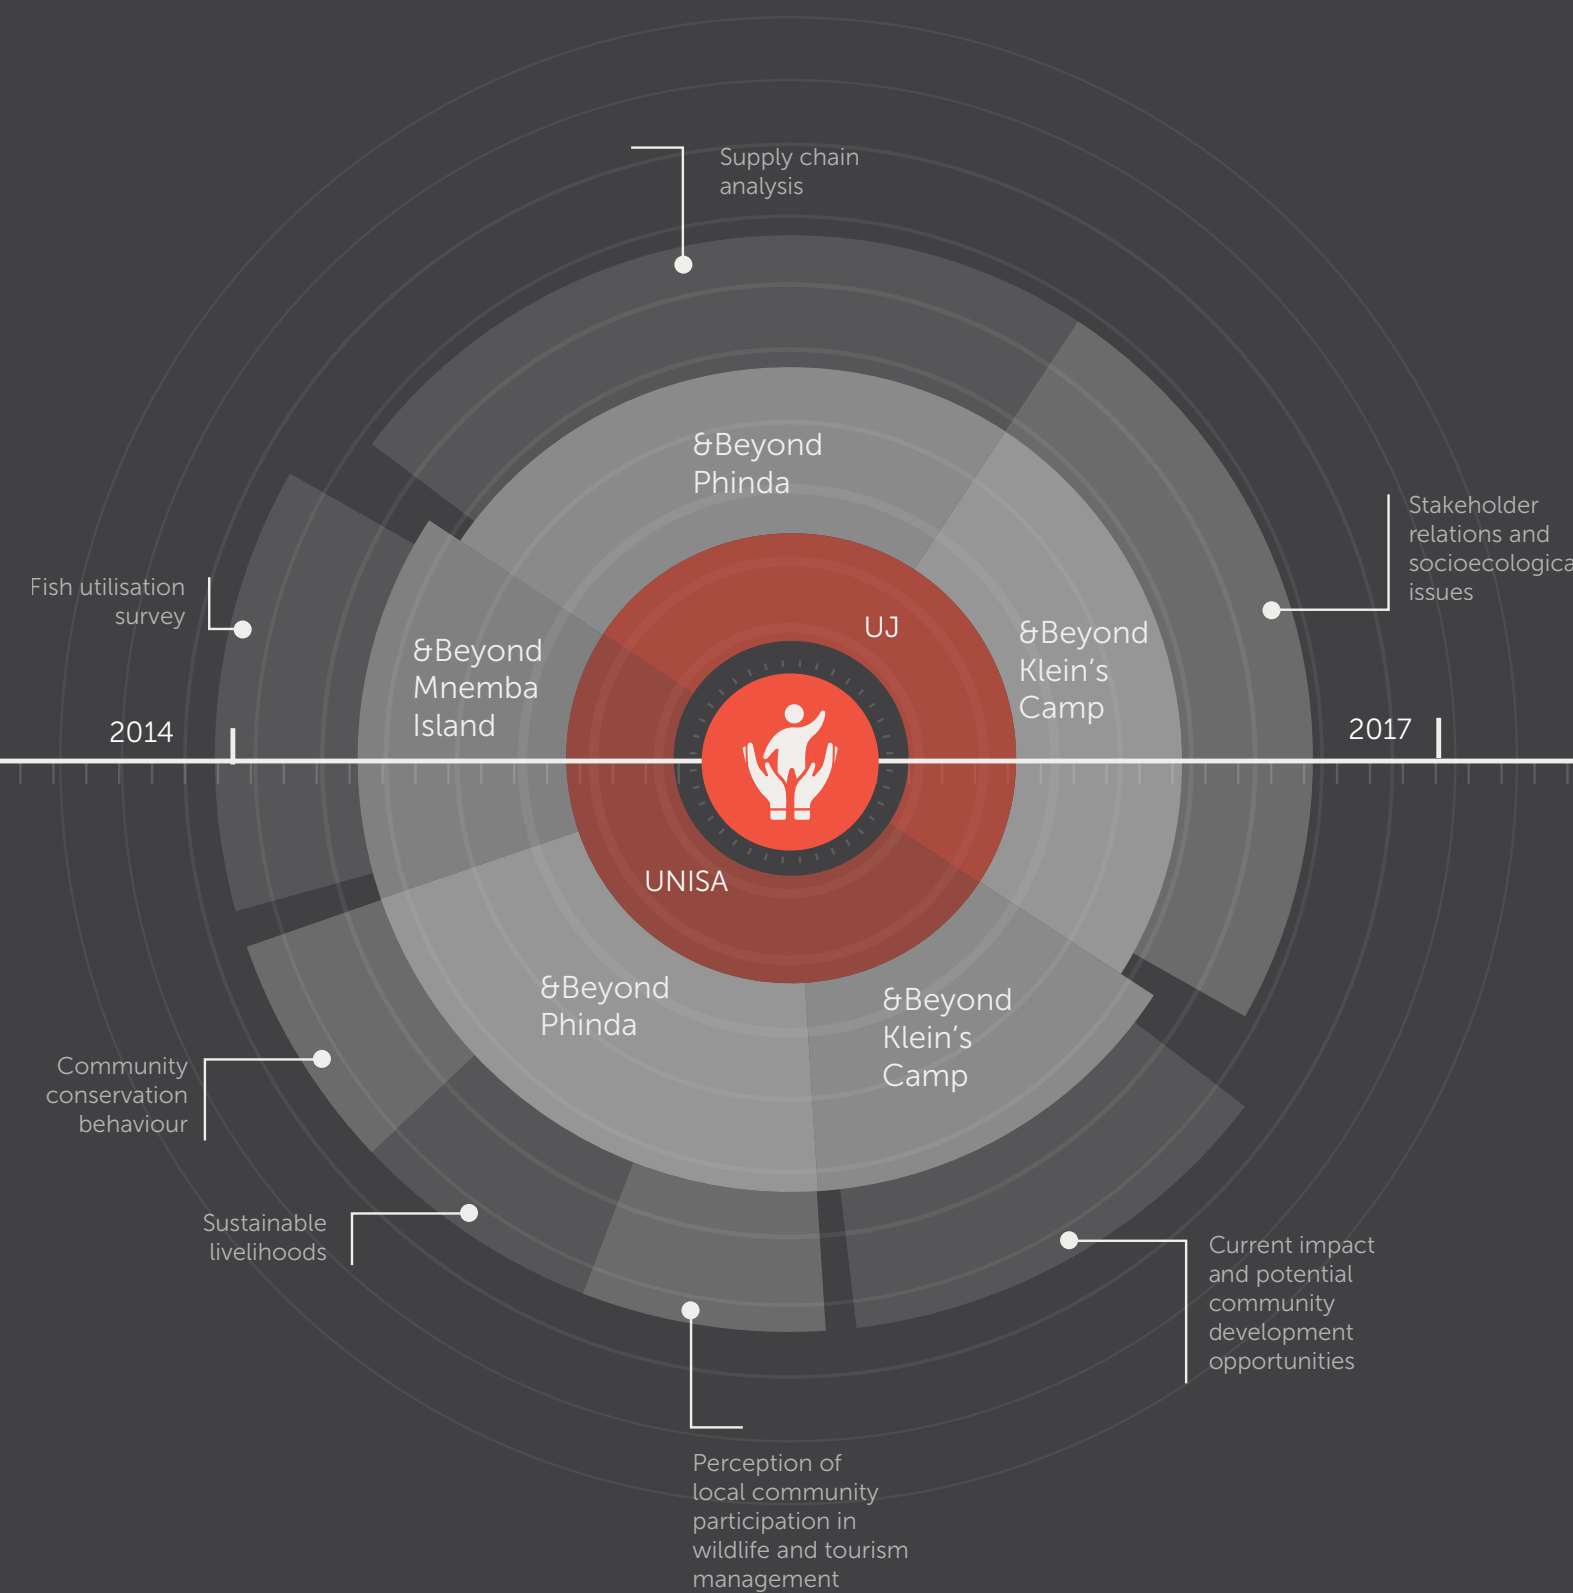 Supply chain
analysis
&Beyond
Phinda
Stakeholder
relations and
socioecologica
issues
Fish utilisation
survey
UJ
&Beyond
Klein's
Camp
&Beyond
Mnemba
Island
2014
2017
UNISA
&Beyond
Phinda
&Beyond
Klein's
Camp
Community
conservation
behaviour
Sustainable
livelihoods
Current impact
and potential
community
development
opportunities
Perception of
local community
participation in
wildlife and tourism
management